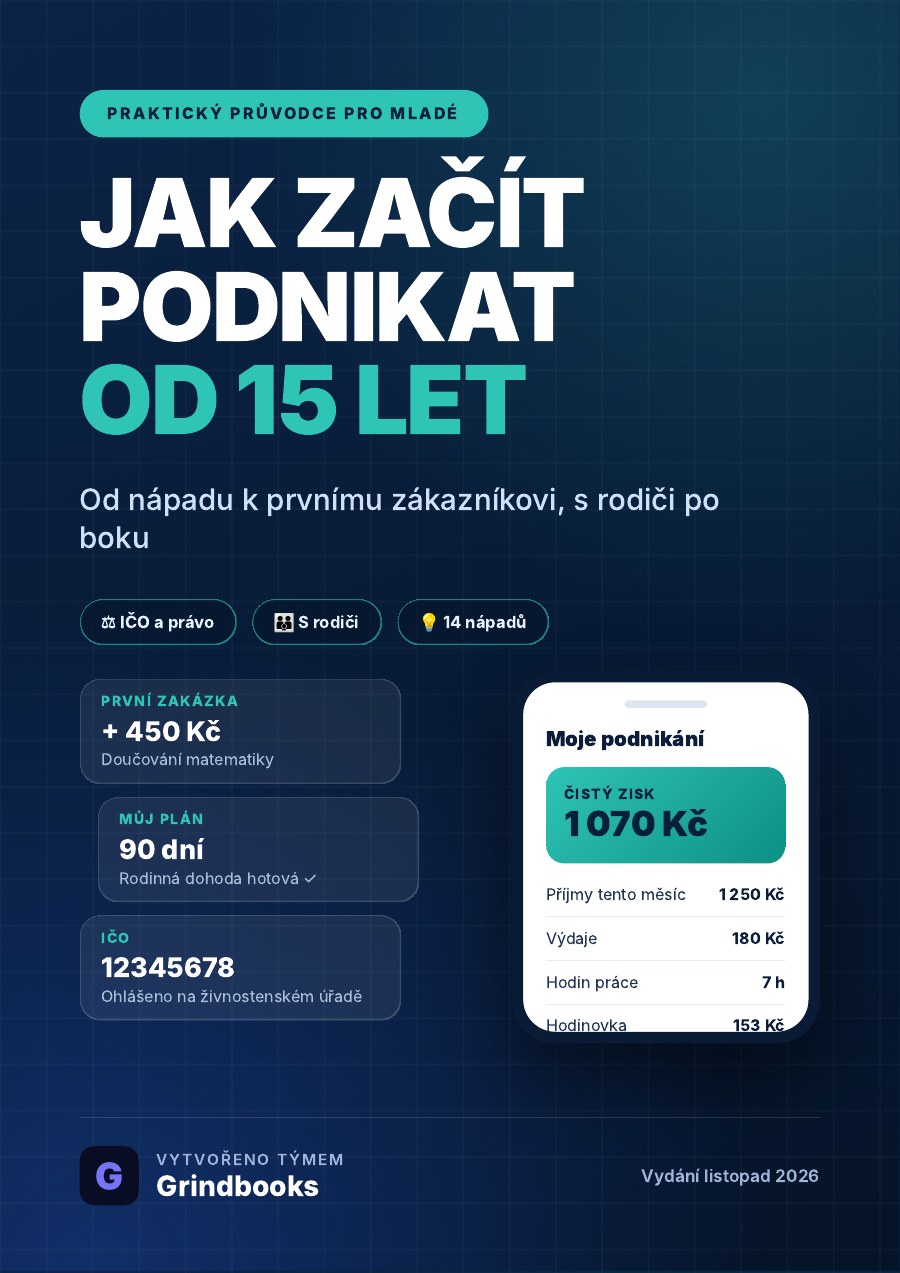 PRAKTICKÝ PRŮVODCE PRO MLADÉ
JAK ZAČÍT
PODNIKAT
OD 15 LET
Od nápadu k prvnímu zákazníkovi, s rodiči po
boku
⚖ IČO a právo
👪 S rodiči
💡 14 nápadů
PRVNÍ ZAKÁZKA
+ 450 Kč
Doučování matematiky
MŮJ PLÁN
90 dní
Rodinná dohoda hotová ✓
IČO
12345678
Ohlášeno na živnostenském úřadě
Moje podnikání
ČISTÝ ZISK
1 070 Kč
Příjmy tento měsíc 1 250 Kč
Výdaje 180 Kč
Hodin práce 7 h
Hodinovka 153 Kč
G
VYTVOŘENO TÝMEM
Grindbooks
Vydání listopad 2026